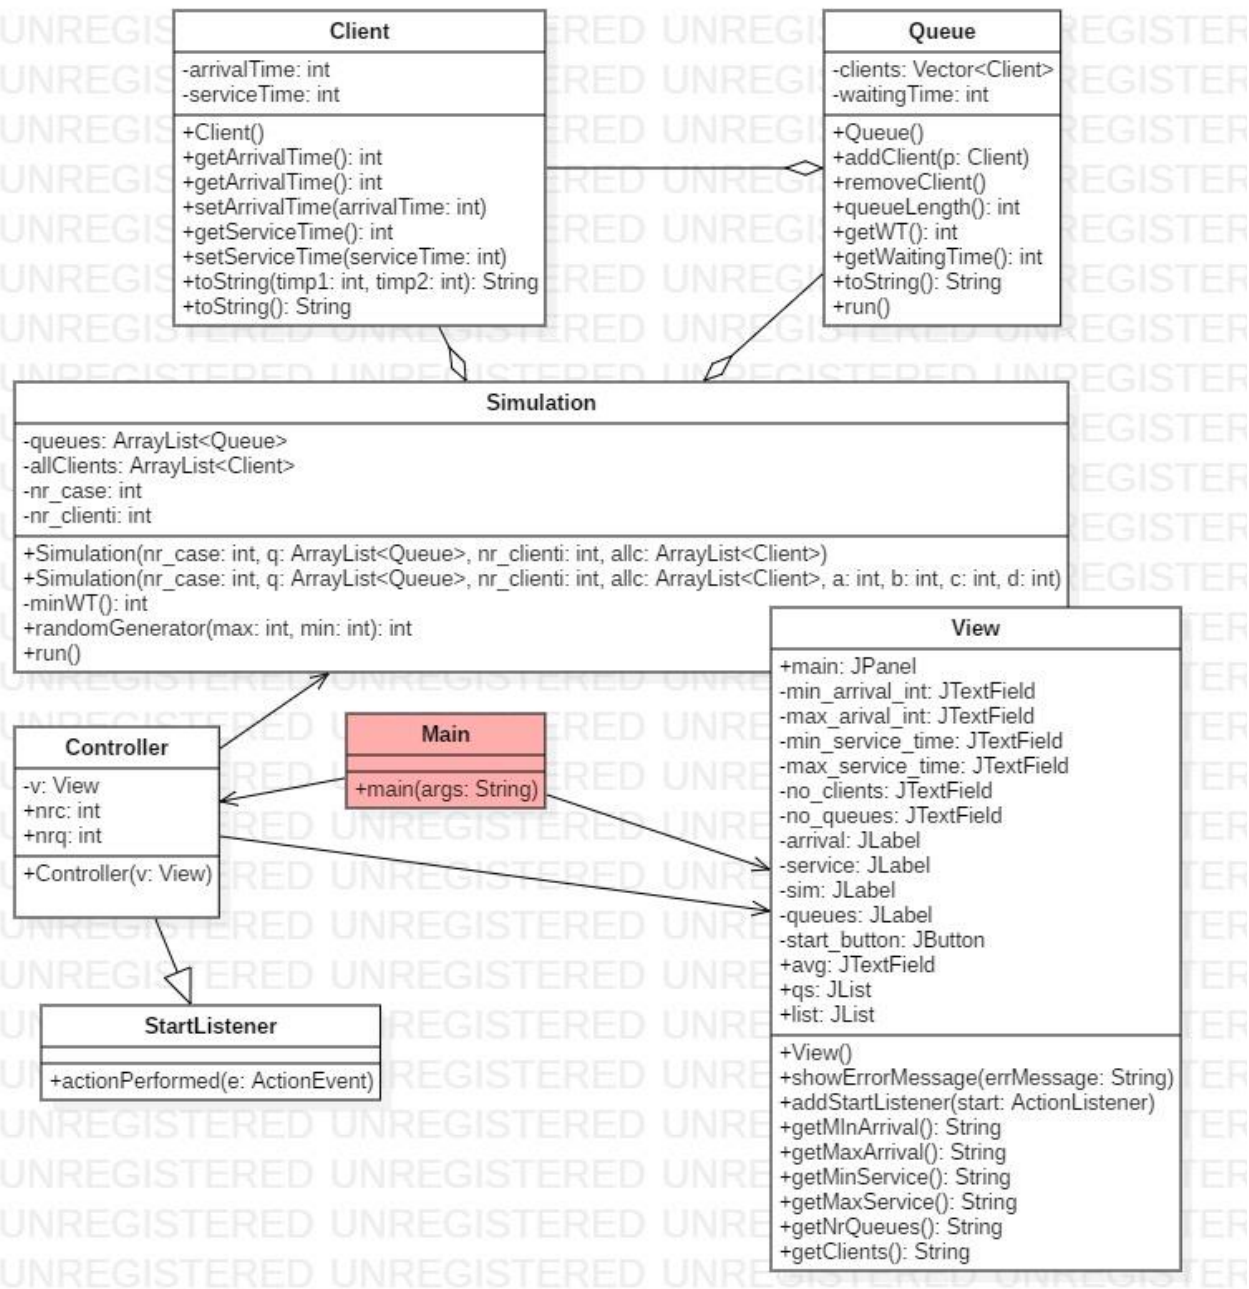 Client
-arrivalTime: int
-serviceTime: int
+Client()
+getArrivalTime(): int
+getArrivalTime(): int
+setArrivalTime(arrivalTime: int)
+getServiceTime(): int
+setServiceTime(serviceTime: int)
+toString(timp1: int, timp2: int): String
+toString(): String
Queue
-clients: Vector<Client>
-waitingTime: int
+Queue()
+addClient(p: Client)
+removeClient()
+queueLength(): int
+getWT(): int
+getWaitingTime(): int
+toString(): String
+run()
Simulation
-queues: ArrayList<Queue>
-allClients: ArrayList<Client>
-nr_case: int
-nr_clienti: int
+Simulation(nr_case: int, q: ArrayList<Queue>, nr_clienti: int, allc: ArrayList<Client>)
+Simulation(nr_case: int, q: ArrayList<Queue>, nr_clienti: int, allc: ArrayList<Client>, a: int, b: int, c: int, d: int)
-minWT(): int
+randomGenerator(max: int, min: int): int
+run()
Controller
-v: View
+nrc: int
+nrq: int
+Controller(v: View)
Main
+main(args: String)
StartListener
+actionPerformed(e: ActionEvent)
View
+main: JPanel
-min_arrival_int: JTextField
-max_arival_int: JTextField
-min_service_time: JTextField
-max_service_time: JTextField
-no_clients: JTextField
-no_queues: JTextField
-arrival: JLabel
-service: JLabel
-sim: JLabel
-queues: JLabel
-start_button: JButton
+avg: JTextField
+qs: JList
+list: JList
+View()
+showErrorMessage(errMessage: String)
+addStartListener(start: ActionListener)
+getMInArrival(): String
+getMaxArrival(): String
+getMinService(): String
+getMaxService(): String
+getNrQueues(): String
+getClients(): String